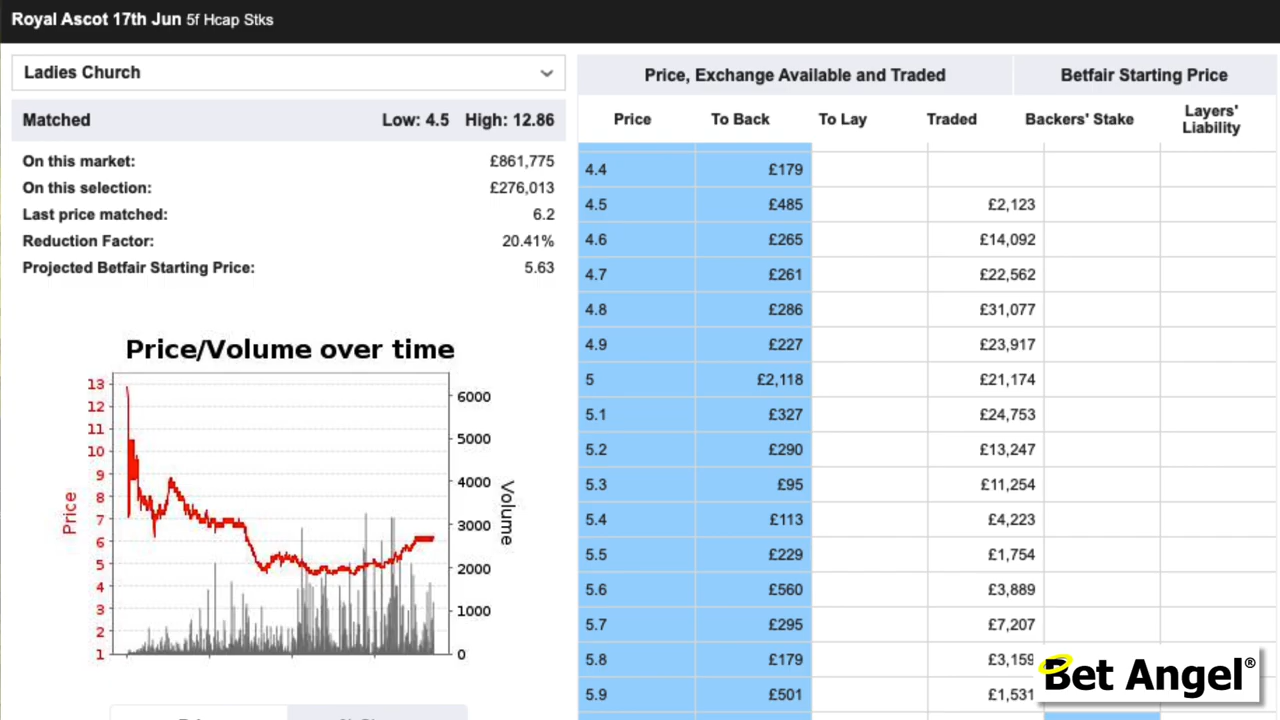 Royal Ascot 17th Jun 5f Hcap Stks
Ladies Church
Matched Low: 4.5 High: 12.86
On this market: £861,775
On this selection: £276,013
Last price matched: 6.2
Reduction Factor: 20.41%
Projected Betfair Starting Price: 5.63
Price/Volume over time
Price
13
12
11
10
9
8
7
6
5
4
3
2
1
6000
5000
4000
3000
2000
1000
0
Volume
Price, Exchange Available and Traded Betfair Starting Price
Price To Back To Lay Traded Backers' Stake Layers' Liability
4.4 £179
4.5 £485 £2,123
4.6 £265 £14,092
4.7 £261 £22,562
4.8 £286 £31,077
4.9 £227 £23,917
5 £2,118 £21,174
5.1 £327 £24,753
5.2 £290 £13,247
5.3 £95 £11,254
5.4 £113 £4,223
5.5 £229 £1,754
5.6 £560 £3,889
5.7 £295 £7,207
5.8 £179 £3,159
5.9 £501 £1,531
Bet Angel®